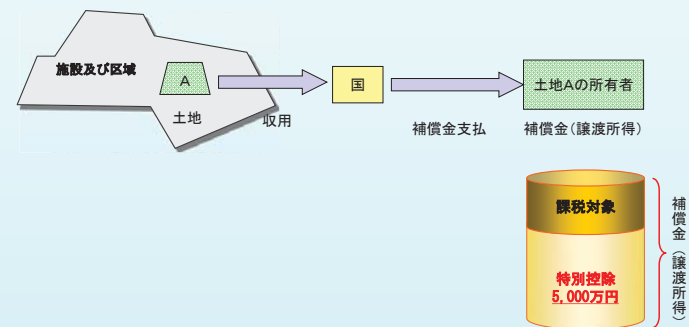 施設及び区域
A
土地
収用
国
補償金支払
土地Aの所有者
補償金(譲渡所得)
課税対象
特別控除
5,000万円
補償金(譲渡所得)